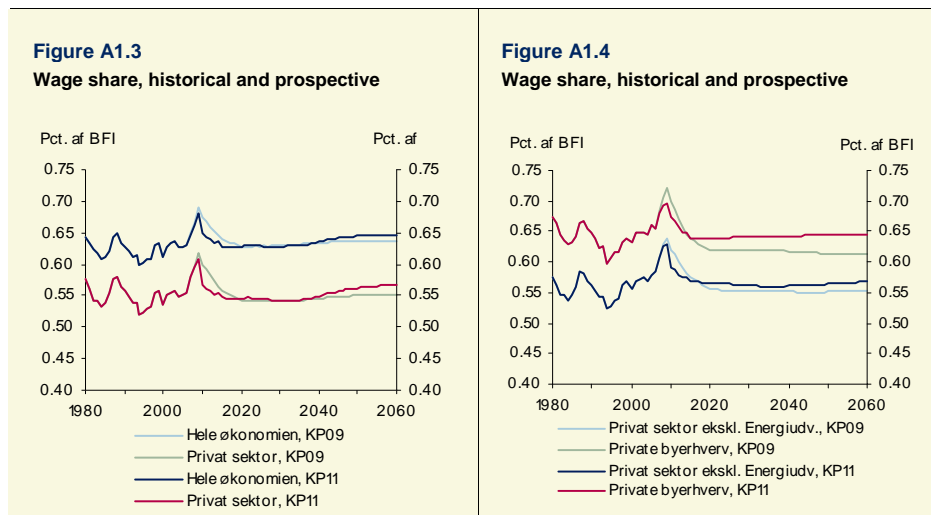 Figure A1.3
Wage share, historical and prospective
Pct. af BFI
Pct. af
0.75
0.75
0.70
0.70
0.65
0.65
0.60
0.60
0.55
0.55
0.50
0.50
0.45
0.45
0.40
0.40
1980
2000
2020
2040
2060
Hele økonomien, KP09
Privat sektor, KP09
Hele økonomien, KP11
Privat sektor, KP11
Figure A1.4
Wage share, historical and prospective
Pct. af BFI
Pct. af BFI
0.75
0.75
0.70
0.70
0.65
0.65
0.60
0.60
0.55
0.55
0.50
0.50
0.45
0.45
0.40
0.40
1980
2000
2020
2040
2060
Privat sektor ekskl. Energiudv., KP09
Private byerhverv, KP09
Privat sektor ekskl. Energiudv, KP11
Private byerhverv, KP11